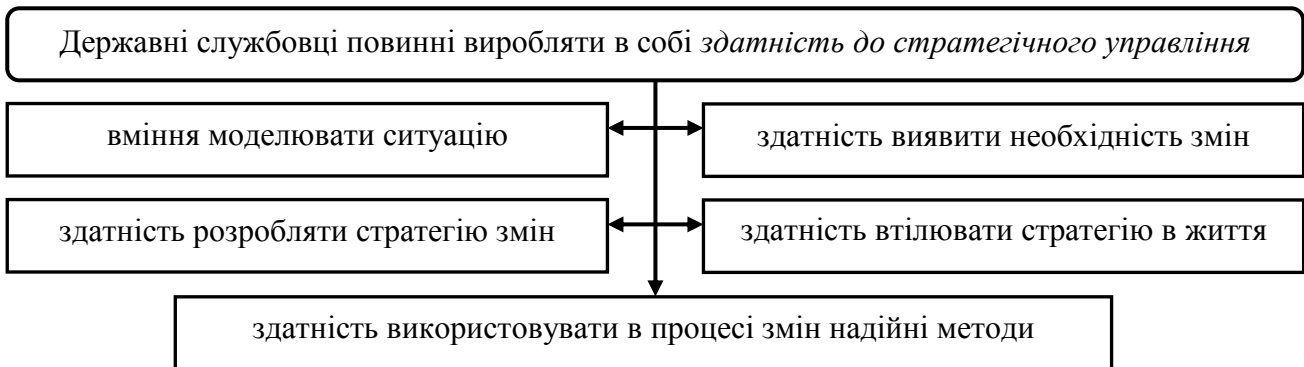 Державні службовці повинні виробляти в собі здатність до стратегічного управління
вміння моделювати ситуацію
здатність виявити необхідність змін
здатність розробляти стратегію змін
здатність втілювати стратегію в життя
здатність використовувати в процесі змін надійні методи